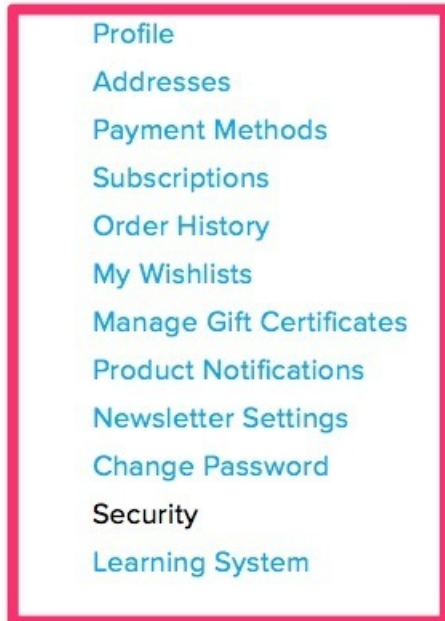 Profile
Addresses
Payment Methods
Subscriptions
Order History
My Wishlists
Manage Gift Certificates
Product Notifications
Newsletter Settings
Change Password
Security
Learning System